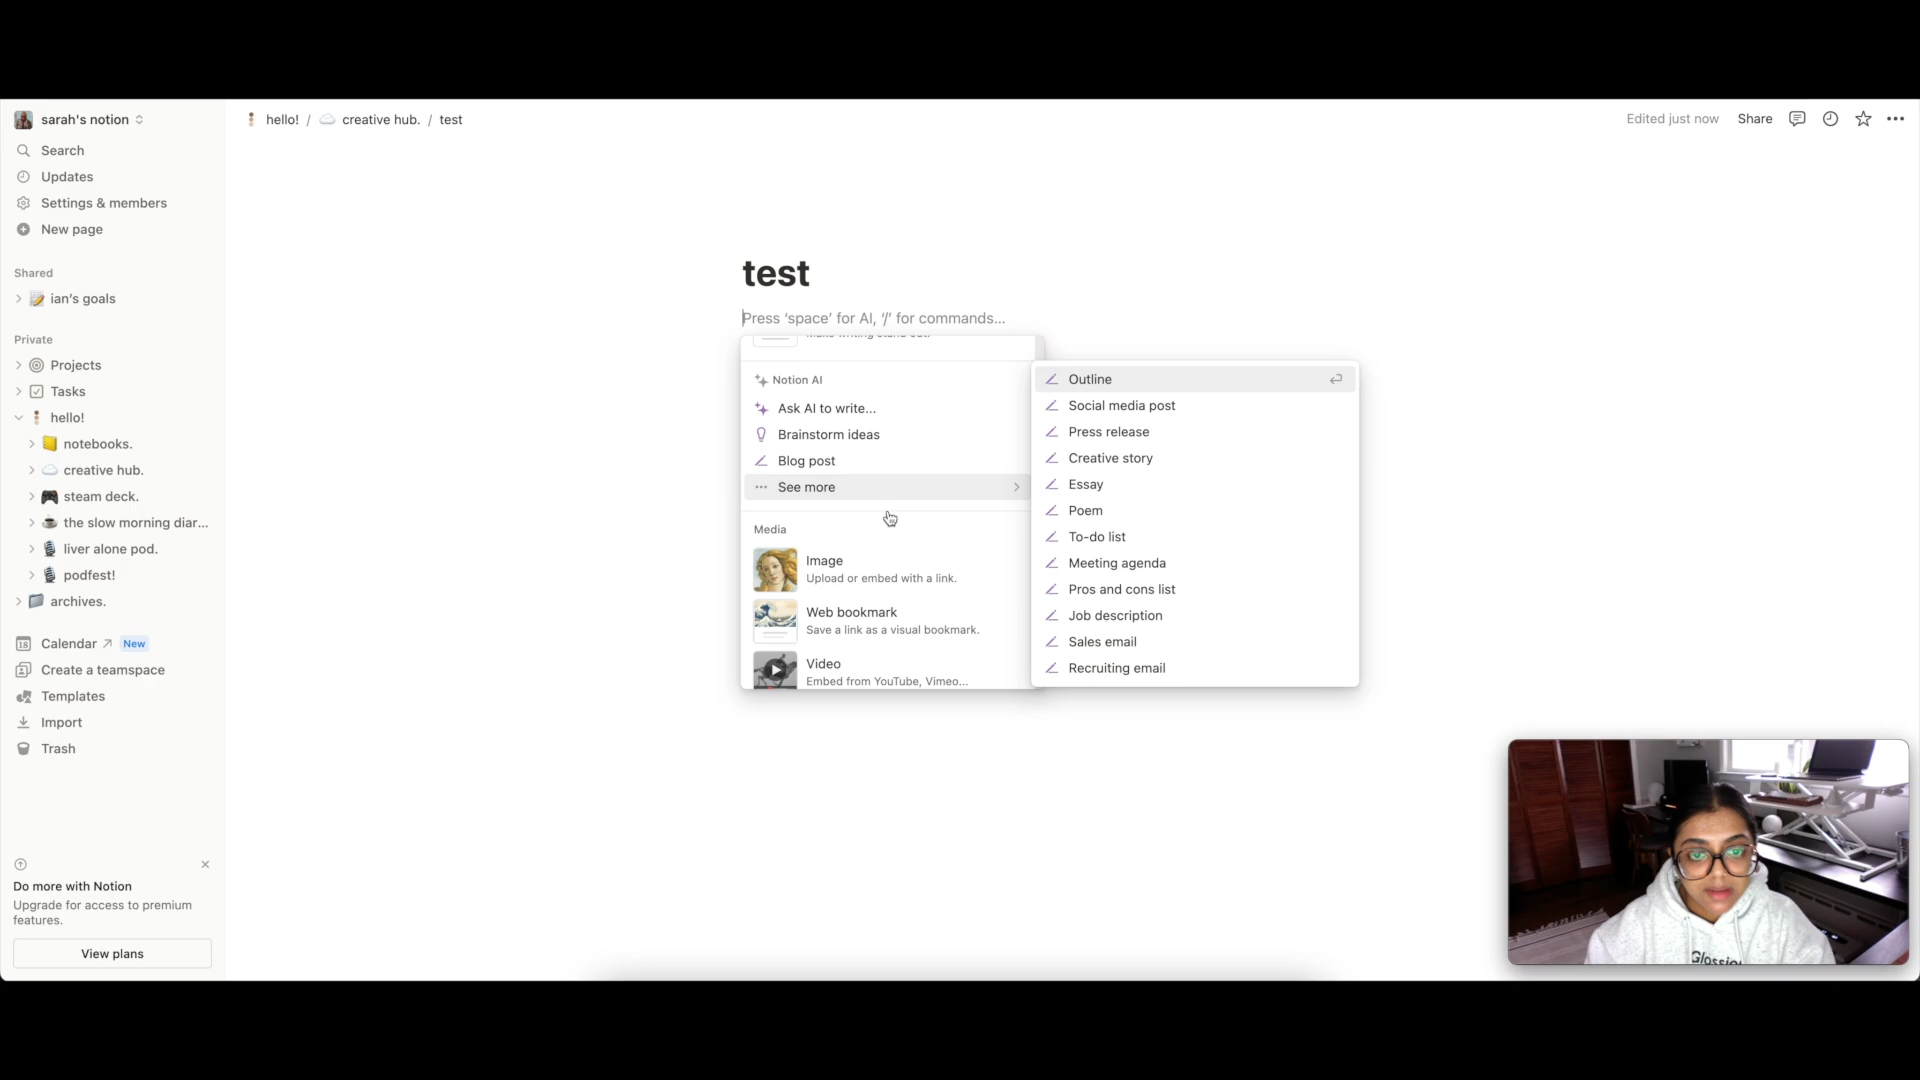 sarah's notion
Search
Updates
Settings & members
New page
Shared
ian's goals
Private
Projects
Tasks
hello!
notebooks.
creative hub.
steam deck.
the slow morning diar...
liver alone pod.
podfest!
archives.
18
Calendar ↗ New
Create a teamspace
Templates
Import
Trash
Do more with Notion
Upgrade for access to premium
features.
View plans
hello! / creative hub. / test
Edited just now Share
test
Press ‘space’ for AI, ‘/’ for commands...
Make writing stand out.
Notion AI
Ask AI to write...
Brainstorm ideas
Blog post
See more
Media
Image
Upload or embed with a link.
Web bookmark
Save a link as a visual bookmark.
Video
Embed from YouTube, Vimeo...
Outline
Social media post
Press release
Creative story
Essay
Poem
To-do list
Meeting agenda
Pros and cons list
Job description
Sales email
Recruiting email